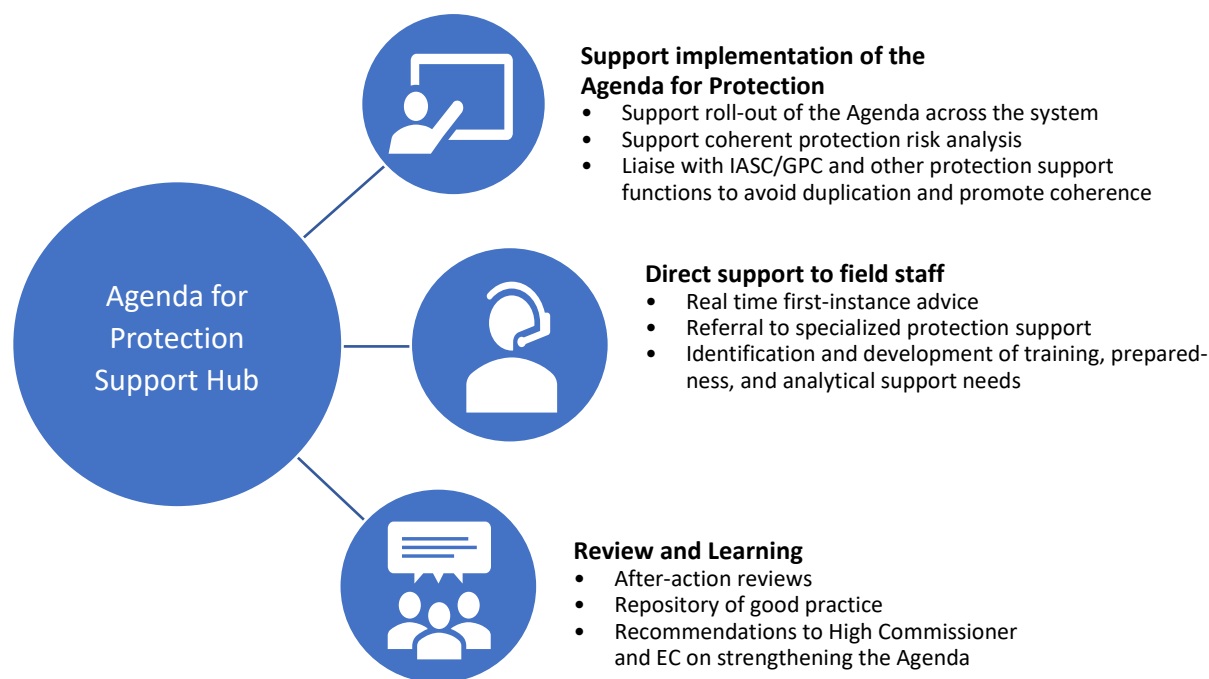 Agenda for
Protection
Support Hub
Support implementation of the
Agenda for Protection
• Support roll-out of the Agenda across the system
• Support coherent protection risk analysis
• Liaise with IASC/GPC and other protection support
functions to avoid duplication and promote coherence
Direct support to field staff
• Real time first-instance advice
• Referral to specialized protection support
• Identification and development of training, prepared-
ness, and analytical support needs
Review and Learning
• After-action reviews
• Repository of good practice
• Recommendations to High Commissioner
and EC on strengthening the Agenda